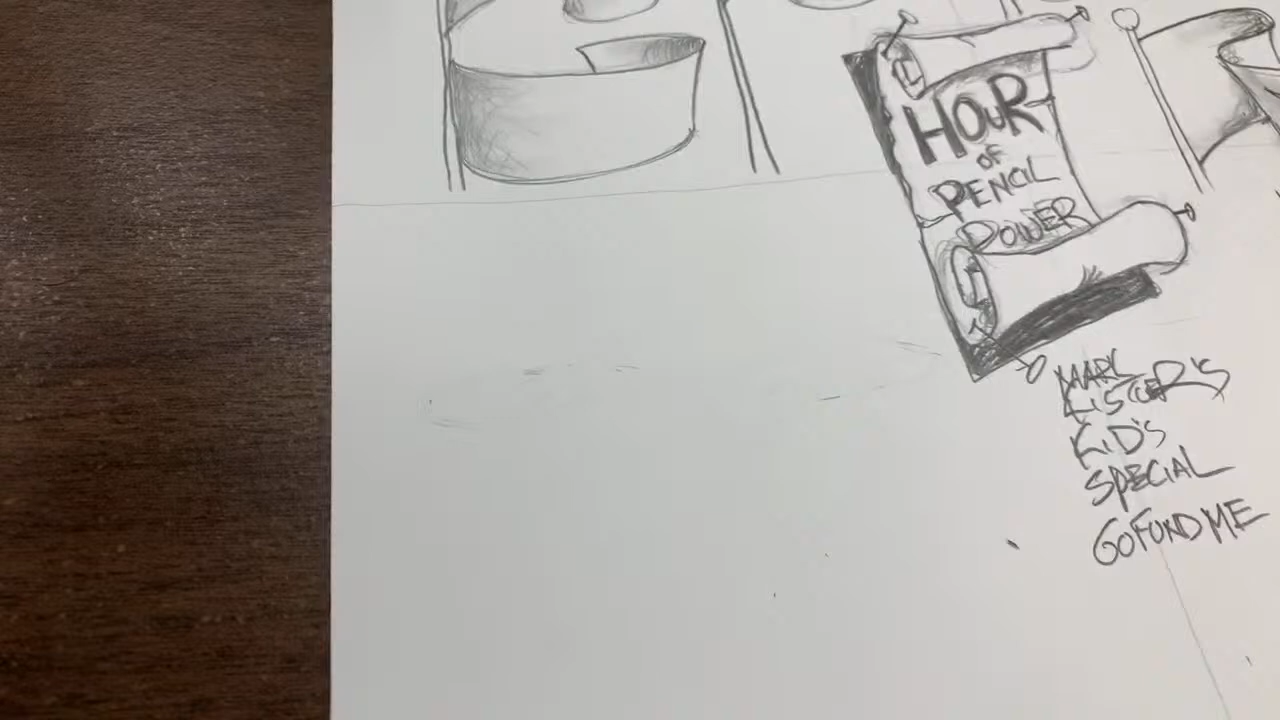 HOUR
OF
PENCIL
POWER
MARK
KISTLER'S
KID'S
SPECIAL
GOFUNDME